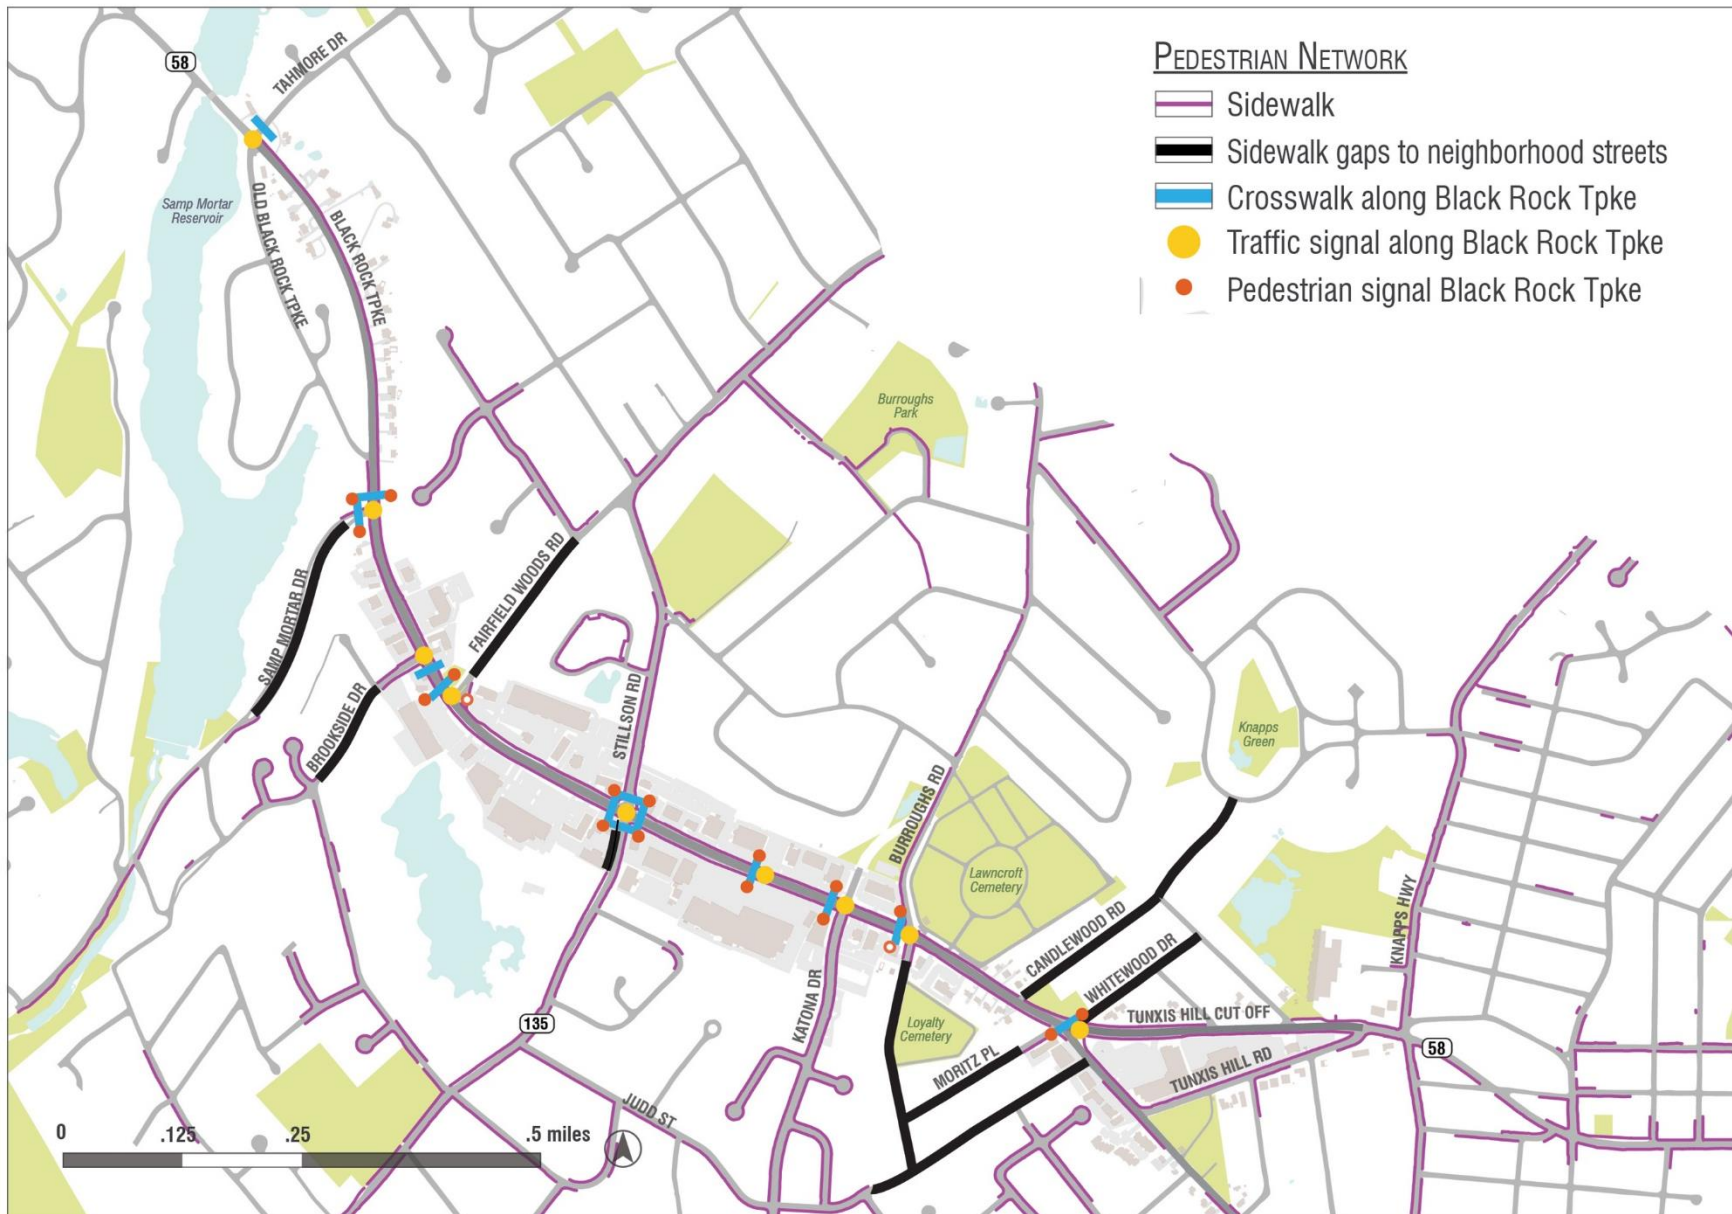 PEDESTRIAN NETWORK
Sidewalk
Sidewalk gaps to neighborhood streets
Crosswalk along Black Rock Tpke
Traffic signal along Black Rock Tpke
Pedestrian signal Black Rock Tpke
58
TAHMORE DR
Samp Mortar
Reservoir
OLD BLACK ROCK TPKE
BLACK ROCK TPKE
Burroughs
Park
FAIRFIELD WOODS RD
SAMP MORTAR DR
BROOKSIDE DR
STILLSON RD
Knapps
Green
BURROUGHS RD
Lawncroft
Cemetery
CANDLEWOOD RD
WHITEWOOD DR
KNAPPS HWY
KATONA DR
TUNXIS HILL CUT OFF
135
Loyalty
Cemetery
58
MORITZ PL
TUNXIS HILL RD
JUDD ST
0 .125 .25 .5 miles